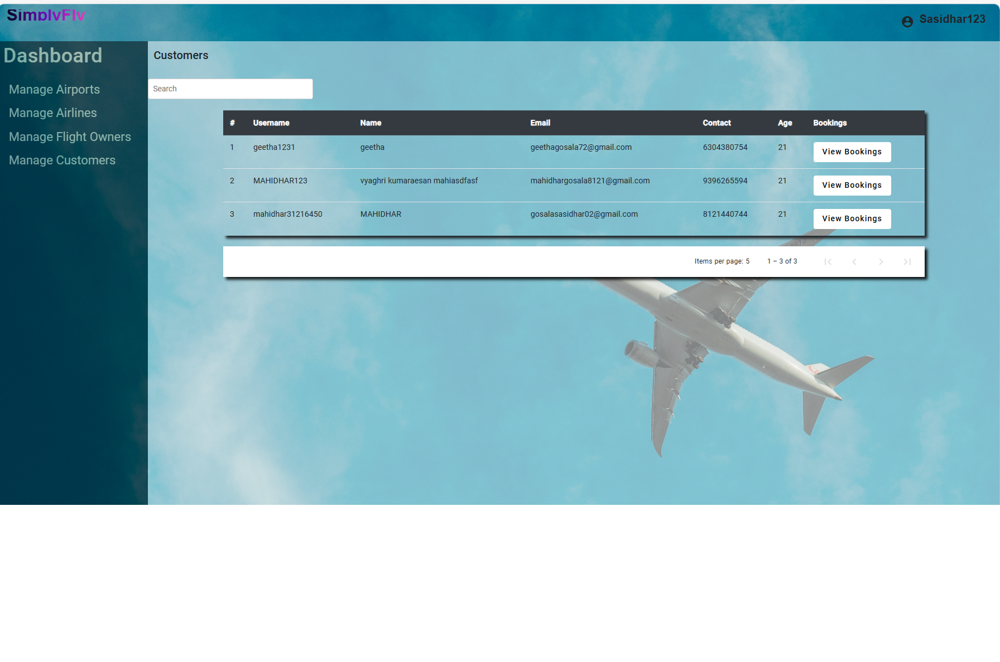 SimplyFly
Sasidhar123
Dashboard
Manage Airports
Manage Airlines
Manage Flight Owners
Manage Customers
Customers
Search
# Username Name Email Contact Age Bookings
1 geetha1231 geetha geethagosala72@gmail.com 6304380754 21 View Bookings
2 MAHIDHAR123 vyaghri kumaraesan mahiasdfasf mahidhargosala8121@gmail.com 9396265594 21 View Bookings
3 mahidhar31216450 MAHIDHAR gosalasasidhar02@gmail.com 8121440744 21 View Bookings
Items per page: 5 1 – 3 of 3